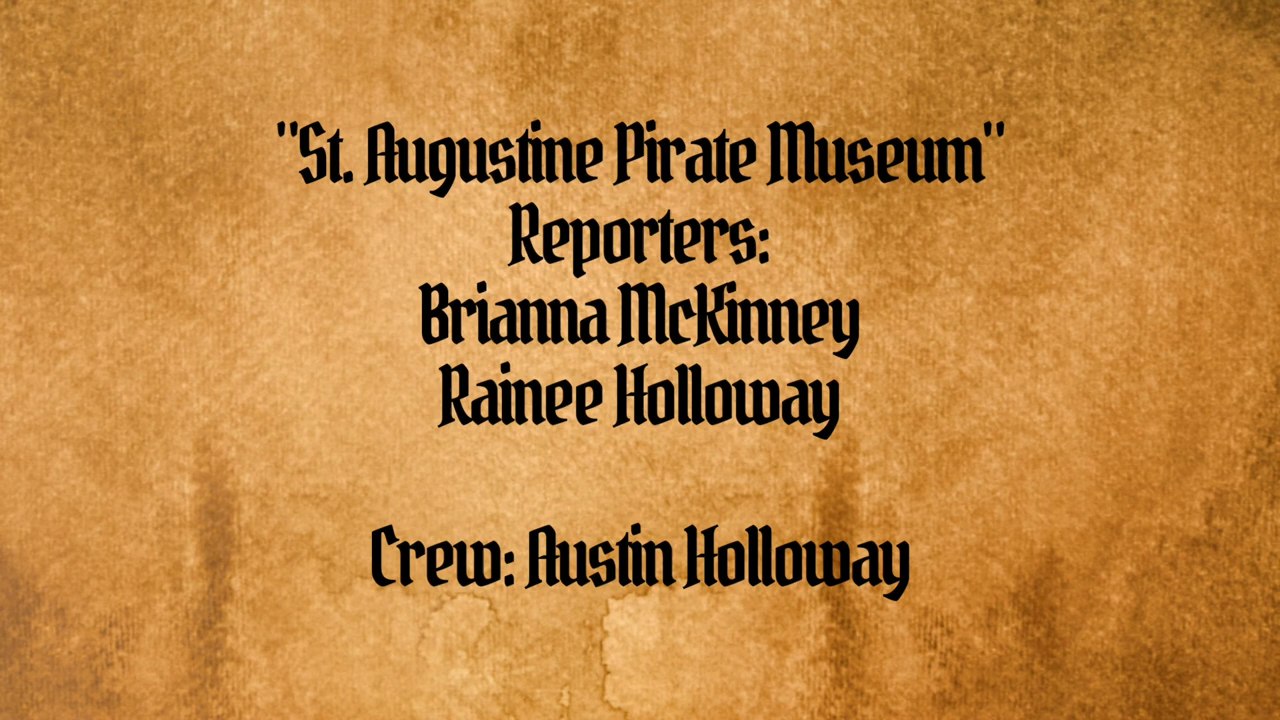 "St. Augustine Pirate Museum"
Reporters:
Brianna McKinney
Rainee Holloway
Crew: Austin Holloway